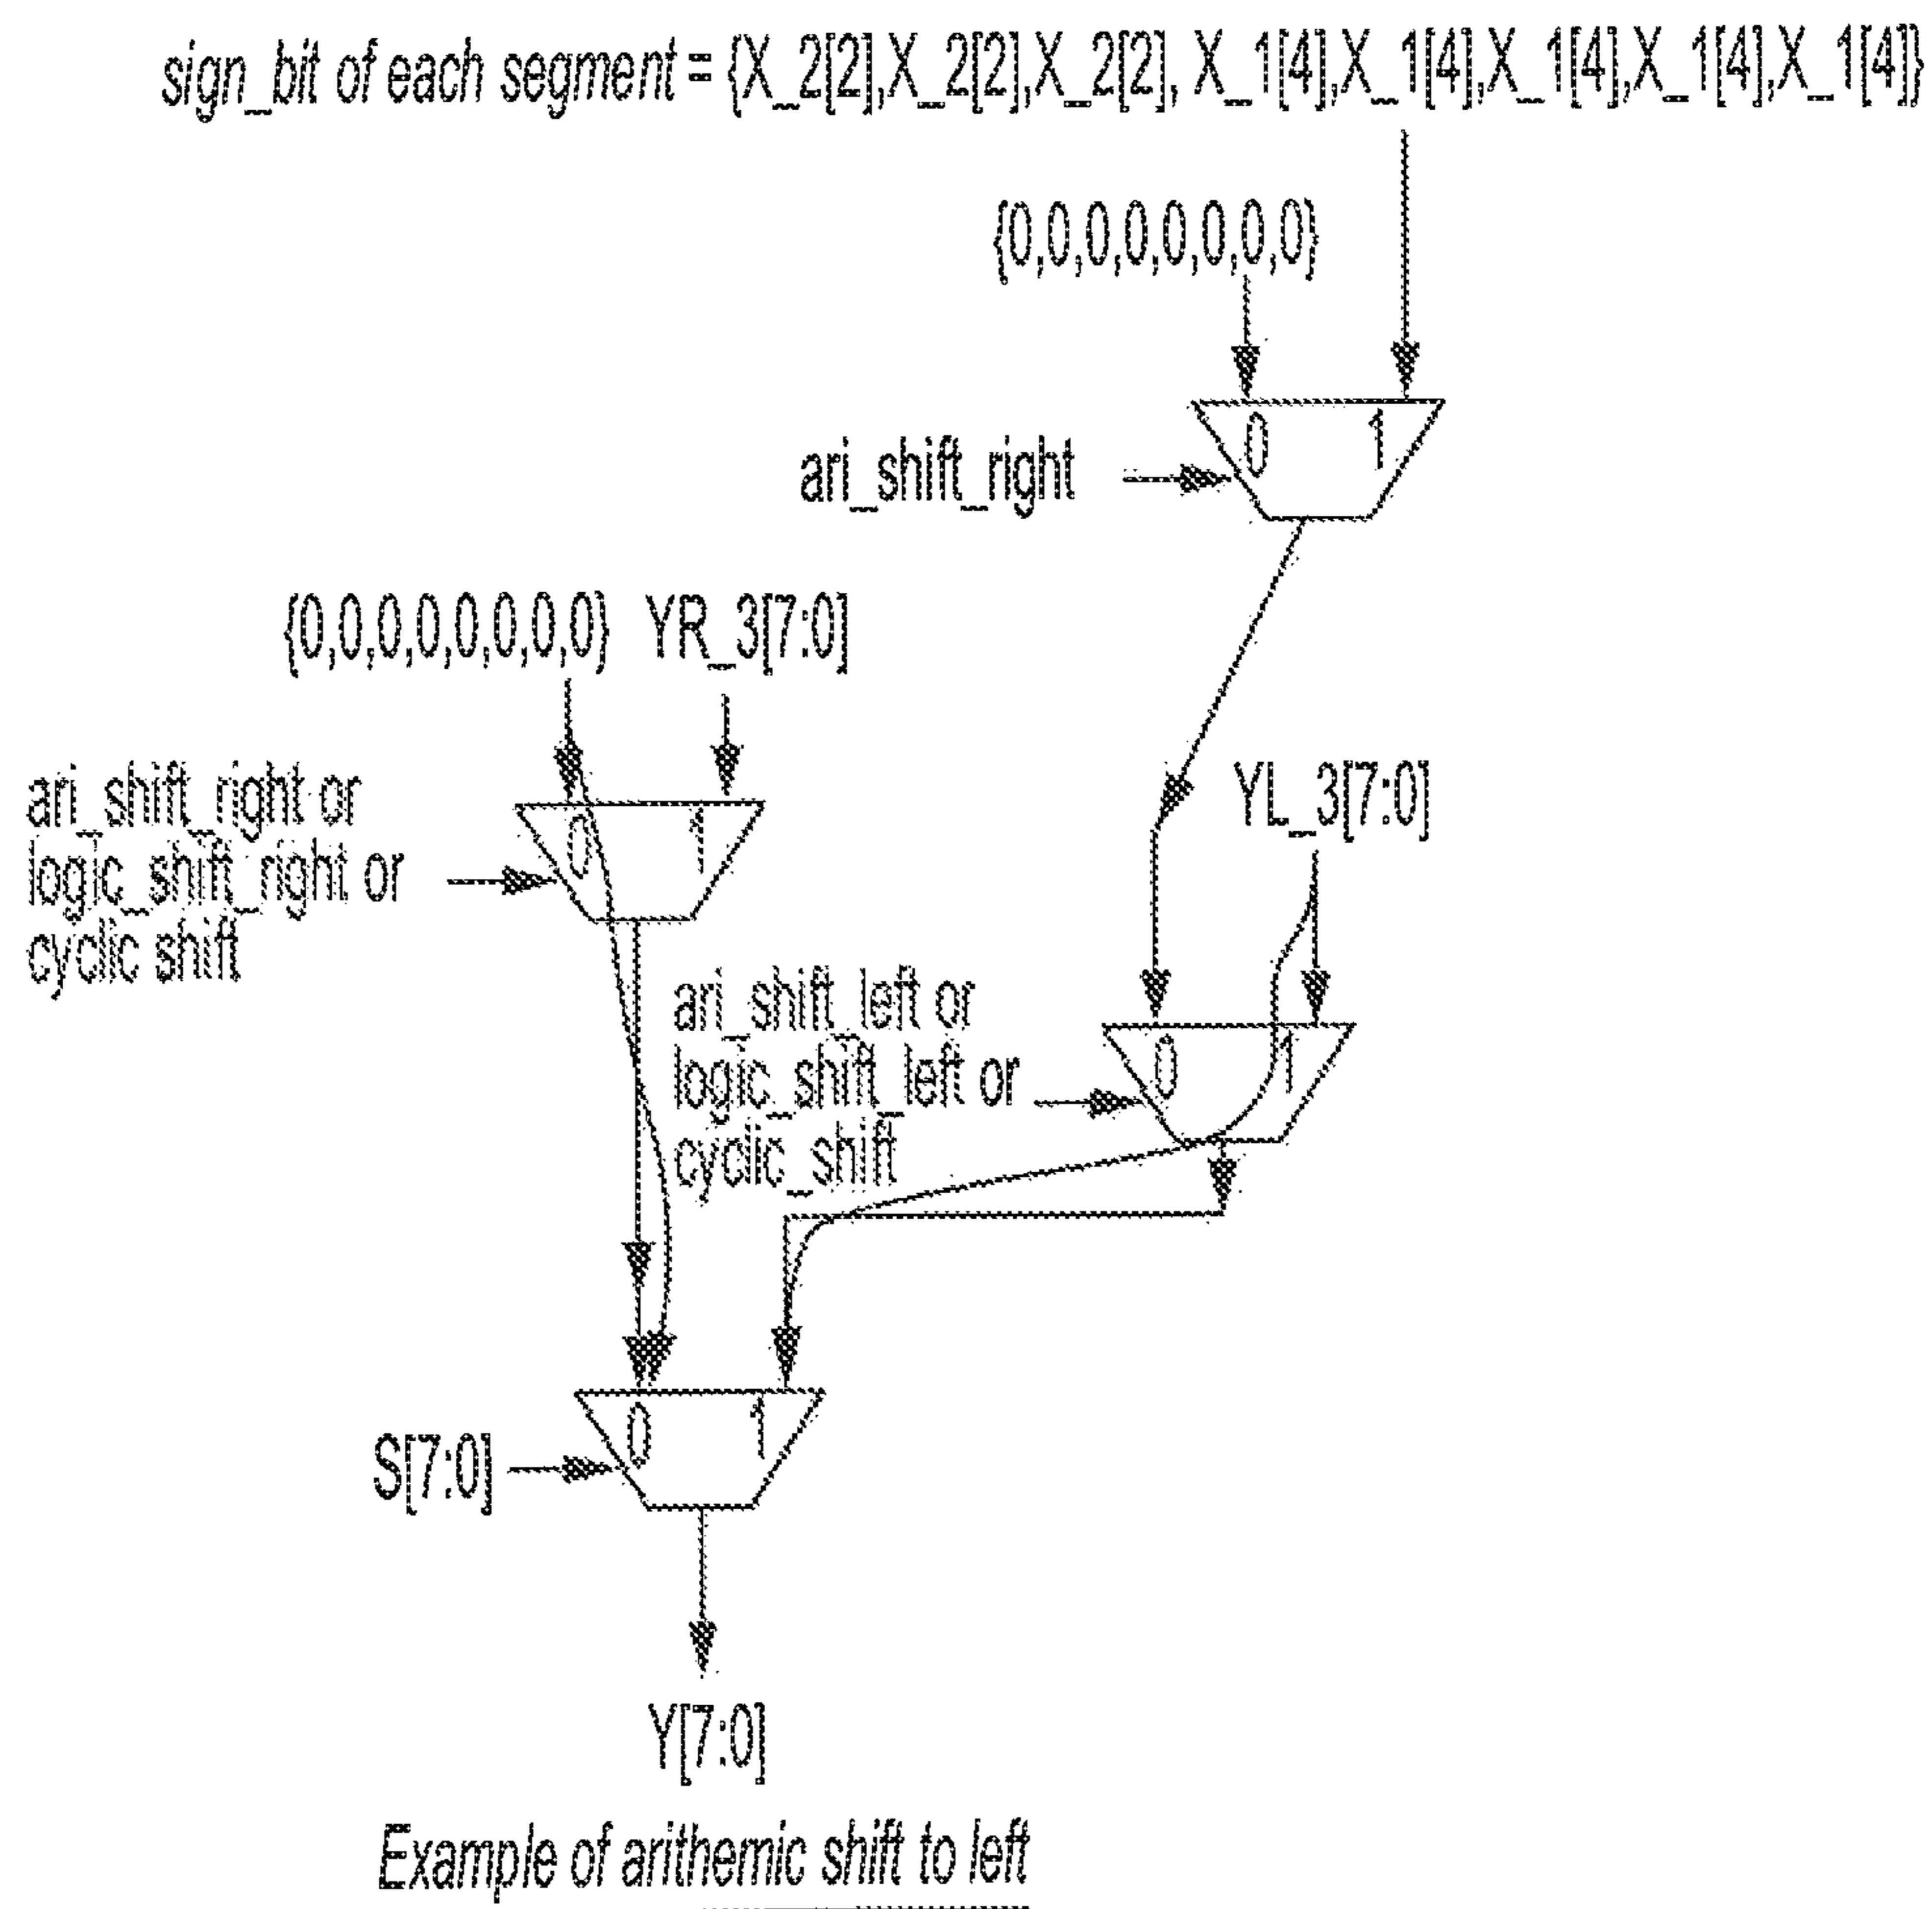 sign_bit of each segment = {X_2[2],X_2[2],X_2[2], X_1[4],X_1[4],X_1[4],X_1[4],X_1[4]}
{0,0,0,0,0,0,0,0}
0 1
ari_shift_right
{0,0,0,0,0,0,0,0} YR_3[7:0]
YL_3[7:0]
ari_shift_right or
logic_shift_right or
cyclic shift
0 1
ari_shift_left or
logic_shift_left or
cyclic_shift
0 1
0 1
S[7:0]
Y[7:0]
Example of arithemic shift to left